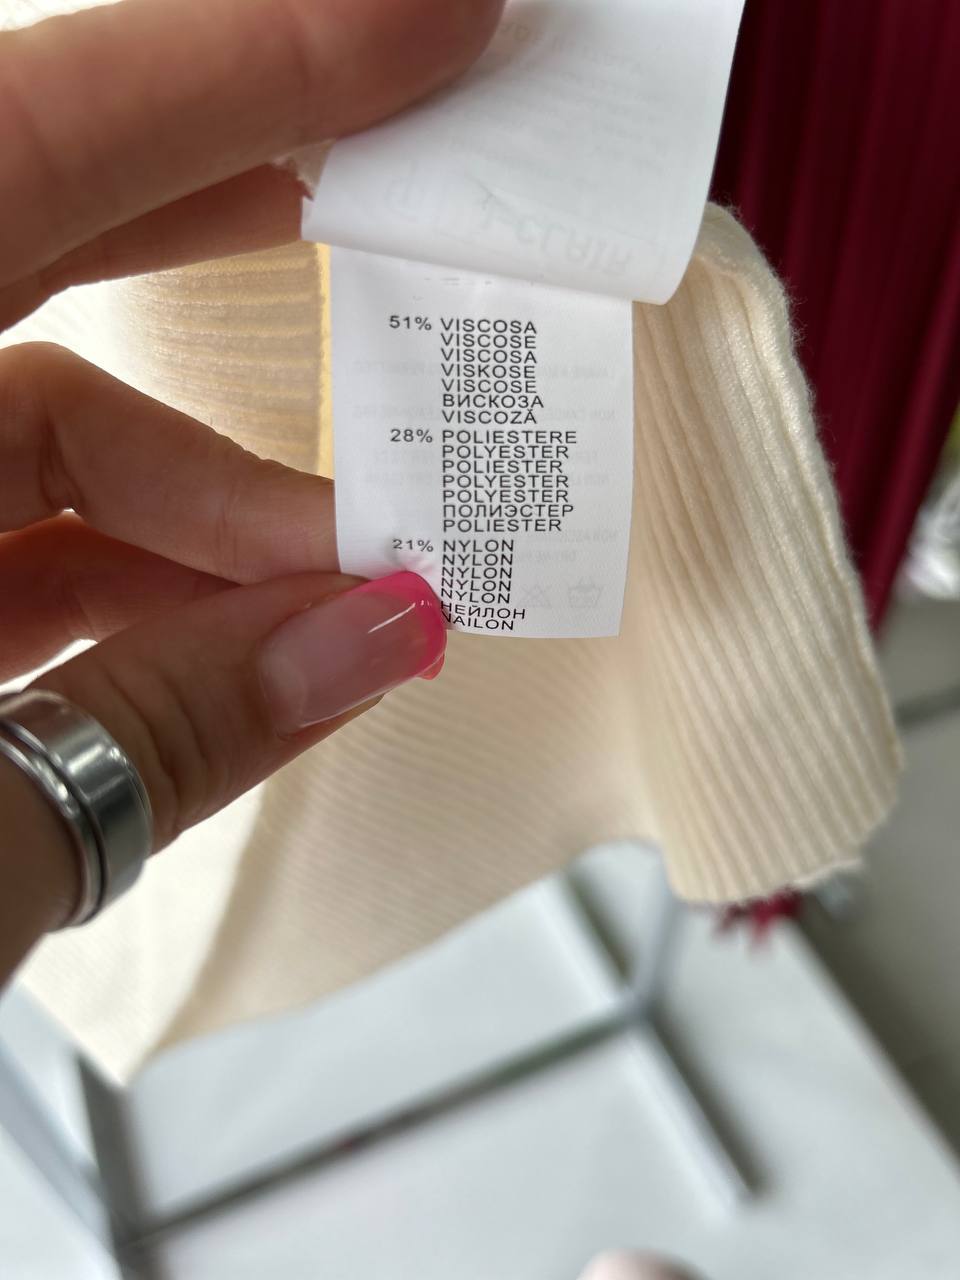 51% VISCOSA
VISCOSE
VISCOSA
VISKOSE
VISCOSE
ВИСКОЗА
VISCOZĂ
28% POLIESTERE
POLYESTER
POLIESTER
POLYESTER
POLYESTER
ПОЛИЭСТЕР
POLIESTER
21% NYLON
NYLON
NYLON
NYLON
NYLON
НЕЙЛОН
NAILON